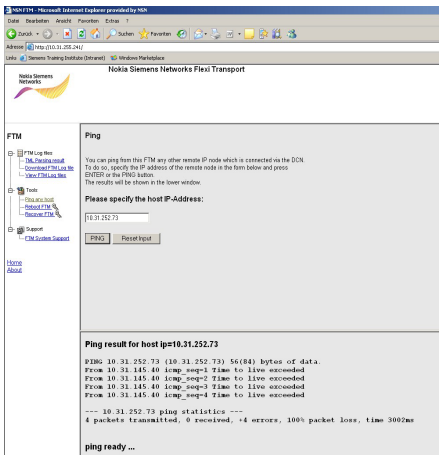 NSN FTM - Microsoft Internet Explorer provided by NSN
Datei Bearbeiten Ansicht Favoriten Extras ?
Zurück Suchen Favoriten
Adresse http://10.31.255.241/
Links Siemens Training Institute (Intranet) Windows Marketplace
Nokia Siemens Networks
Nokia Siemens Networks Flexi Transport
FTM
FTM Log files
TML Parsing result
Download FTM Log file
View FTM Log files
Tools
Ping any host
Reboot FTM
Recover FTM
Support
FTM System Support
Home
About
Ping
You can ping from this FTM any other remote IP node which is connected via the DCN.
To do so, specify the IP address of the remote node in the form below and press
ENTER or the PING button.
The results will be shown in the lower window.
Please specify the host IP-Address:
10.31.252.73
PING Reset Input
Ping result for host ip=10.31.252.73
PING 10.31.252.73 (10.31.252.73) 56(84) bytes of data.
From 10.31.145.40 icmp_seq=1 Time to live exceeded
From 10.31.145.40 icmp_seq=2 Time to live exceeded
From 10.31.145.40 icmp_seq=3 Time to live exceeded
From 10.31.145.40 icmp_seq=4 Time to live exceeded
--- 10.31.252.73 ping statistics ---
4 packets transmitted, 0 received, +4 errors, 100% packet loss, time 3002ms
ping ready ...